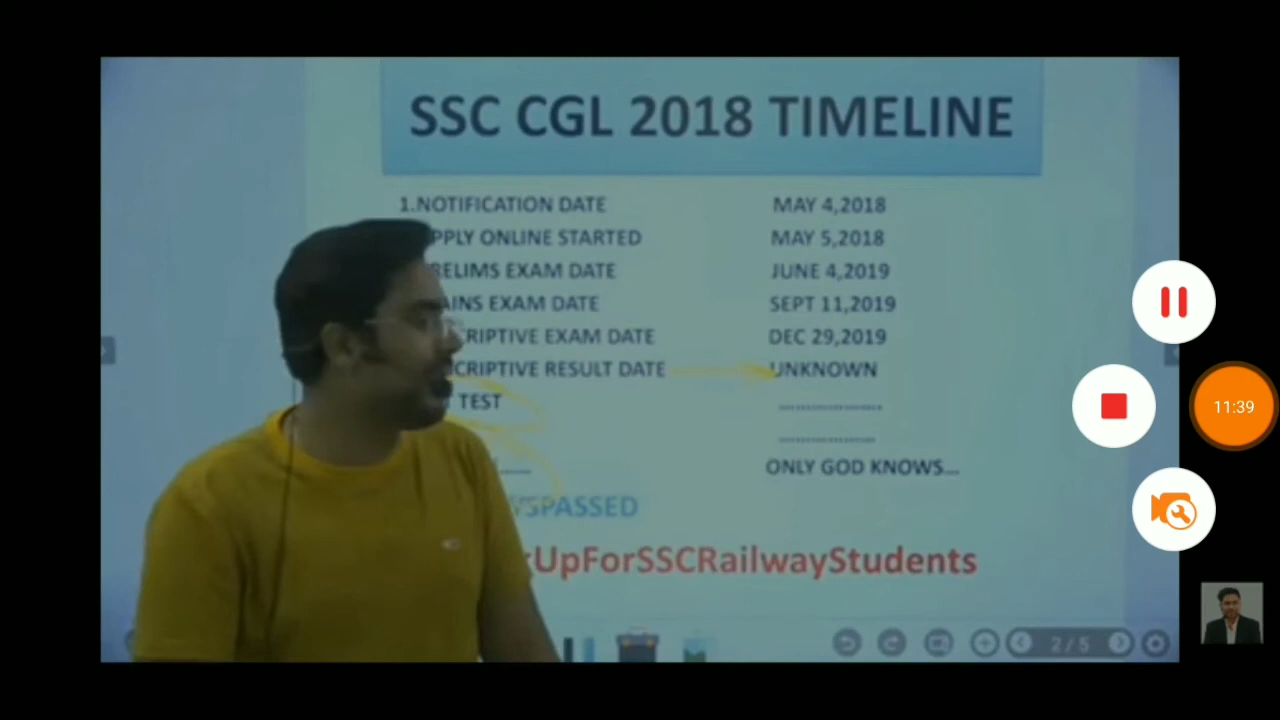 SSC CGL 2018 TIMELINE
1.NOTIFICATION DATE MAY 4,2018
PPLY ONLINE STARTED MAY 5,2018
RELIMS EXAM DATE JUNE 4,2019
AINS EXAM DATE SEPT 11,2019
CRIPTIVE EXAM DATE DEC 29,2019
CRIPTIVE RESULT DATE UNKNOWN
TEST ..................
..................
ONLY GOD KNOWS...
SPASSED
UpForSSCRailwayStudents
2/5
11:39